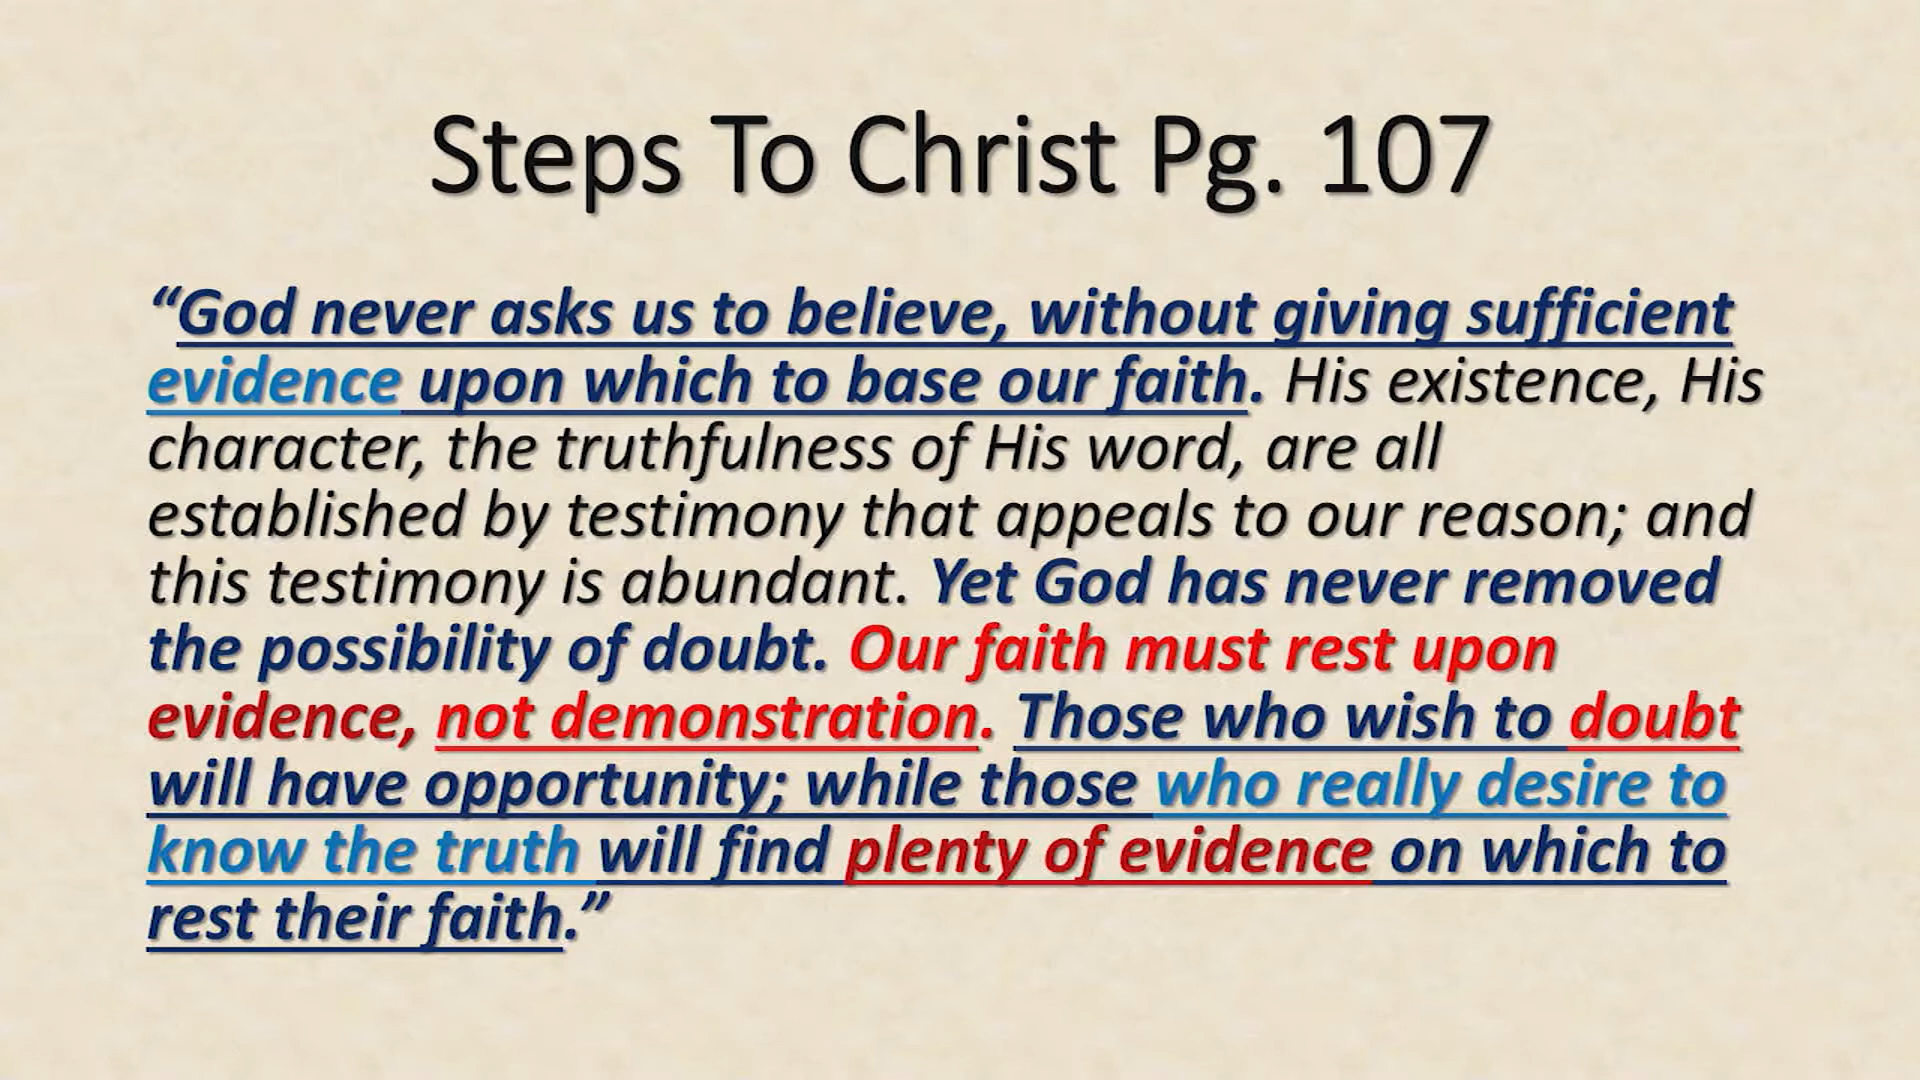 Steps To Christ Pg. 107
“God never asks us to believe, without giving sufficient
evidence upon which to base our faith. His existence, His
character, the truthfulness of His word, are all
established by testimony that appeals to our reason; and
this testimony is abundant. Yet God has never removed
the possibility of doubt. Our faith must rest upon
evidence, not demonstration. Those who wish to doubt
will have opportunity; while those who really desire to
know the truth will find plenty of evidence on which to
rest their faith.”